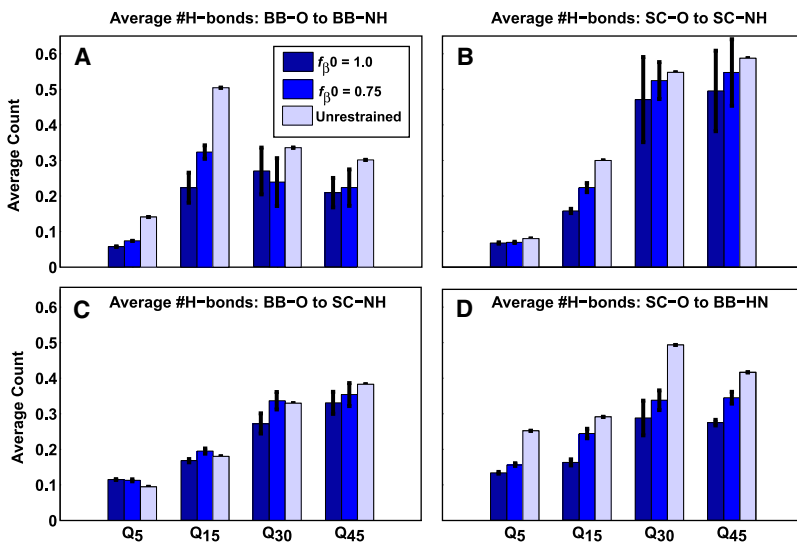 Average #H-bonds: BB-O to BB-NH
Average #H-bonds: SC-O to SC-NH
A
B
fβ0 = 1.0
fβ0 = 0.75
Unrestrained
Average Count
0.6
0.5
0.4
0.3
0.2
0.1
0
Average #H-bonds: BB-O to SC-NH
Average #H-bonds: SC-O to BB-HN
C
D
Average Count
0.6
0.5
0.4
0.3
0.2
0.1
0
Q5 Q15 Q30 Q45
Q5 Q15 Q30 Q45